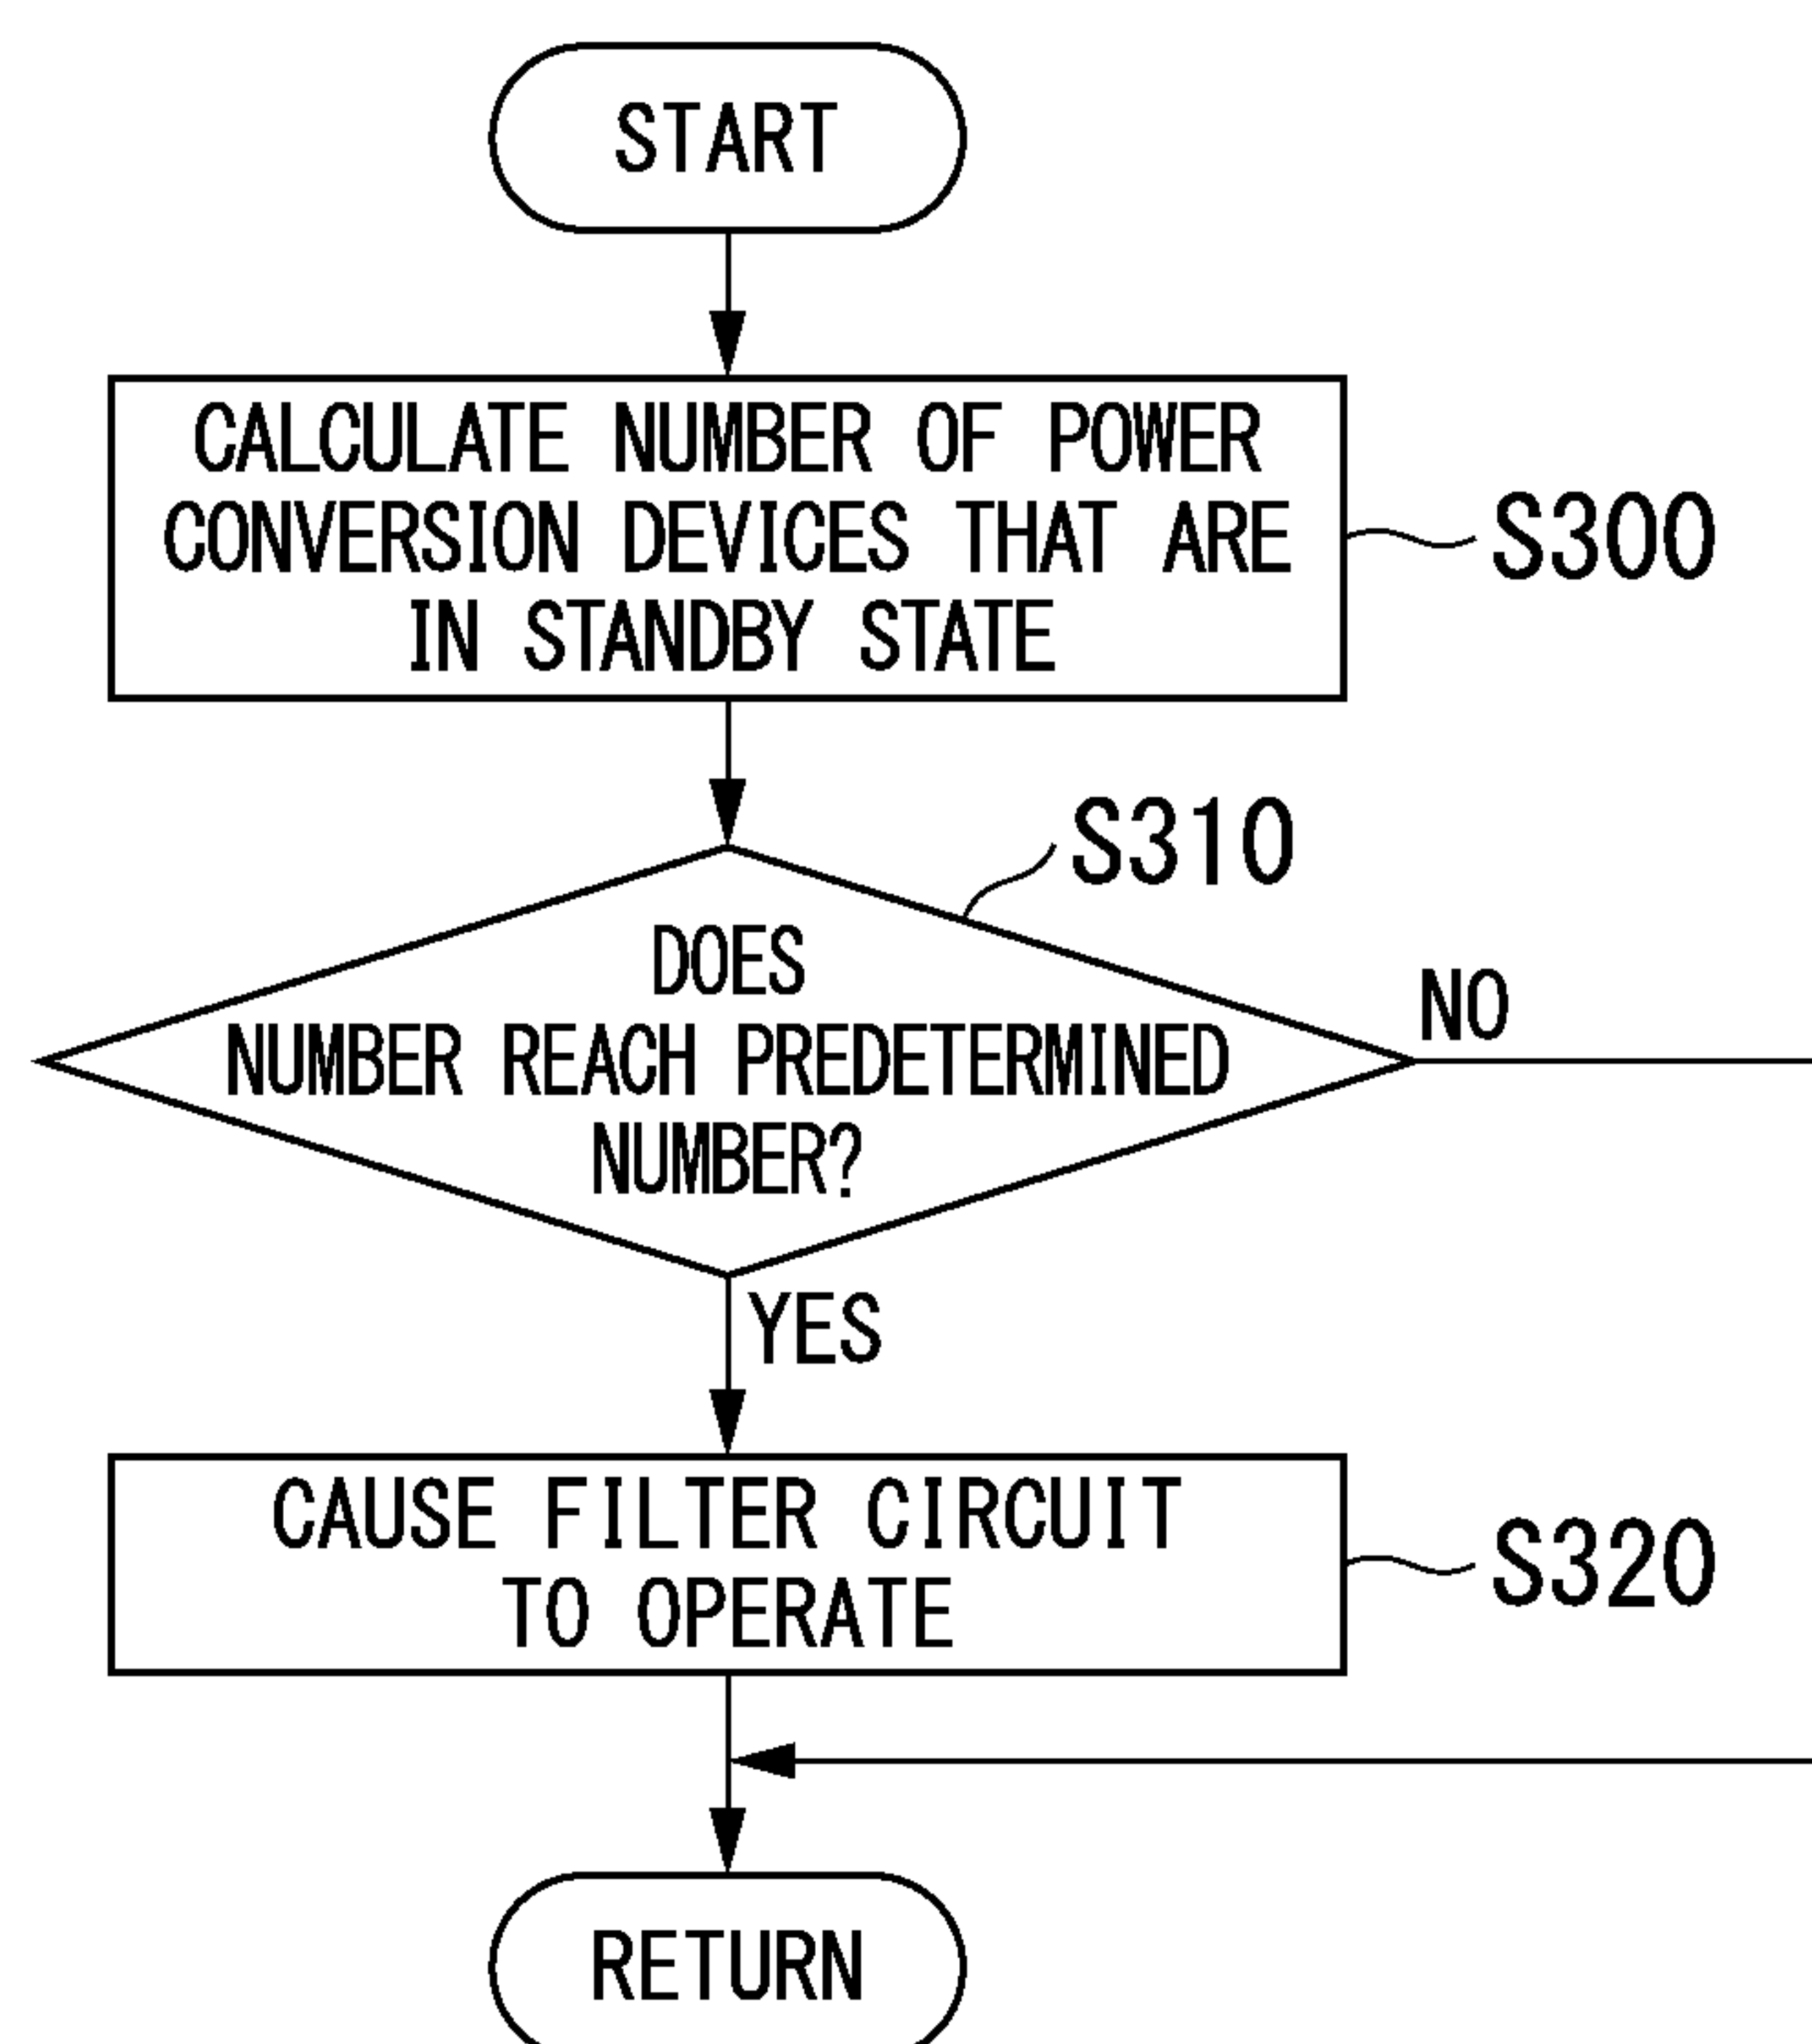 START
CALCULATE NUMBER OF POWER
CONVERSION DEVICES THAT ARE
IN STANDBY STATE
S300
S310
DOES
NUMBER REACH PREDETERMINED
NUMBER?
NO
YES
CAUSE FILTER CIRCUIT
TO OPERATE
S320
RETURN